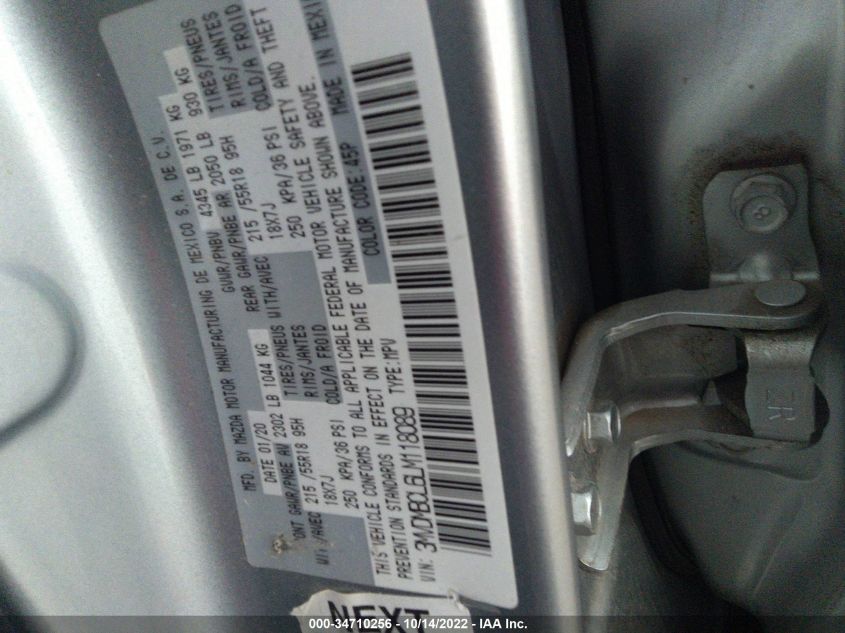 MFD. BY MAZDA MOTOR MANUFACTURING DE MEXICO S.A. DE C.V.
DATE 01/20 GVWR/PNBV 4345 LB 1971 KG
GAWR/PNBE AV 2302 LB 1044 KG REAR GAWR/PNBE AR 2050 LB 930 KG
TIRES/PNEUS WITH/AVEC TIRES/PNEUS
215 /55R18 95H RIMS/JANTES 215 /55R18 95H RIMS/JANTES
18X7J COLD/A FROID 18X7J COLD/A FROID
250 KPA/36 PSI 250 KPA/36 PSI
THIS VEHICLE CONFORMS TO ALL APPLICABLE FEDERAL MOTOR VEHICLE SAFETY AND THEFT
PREVENTION STANDARDS IN EFFECT ON THE DATE OF MANUFACTURE SHOWN ABOVE.
VIN: 3MVDMBCL6LM118089 TYPE:MPV COLOR CODE:45P MADE IN MEXI
NEXT
ZR
000-34710256 - 10/14/2022 - IAA Inc.